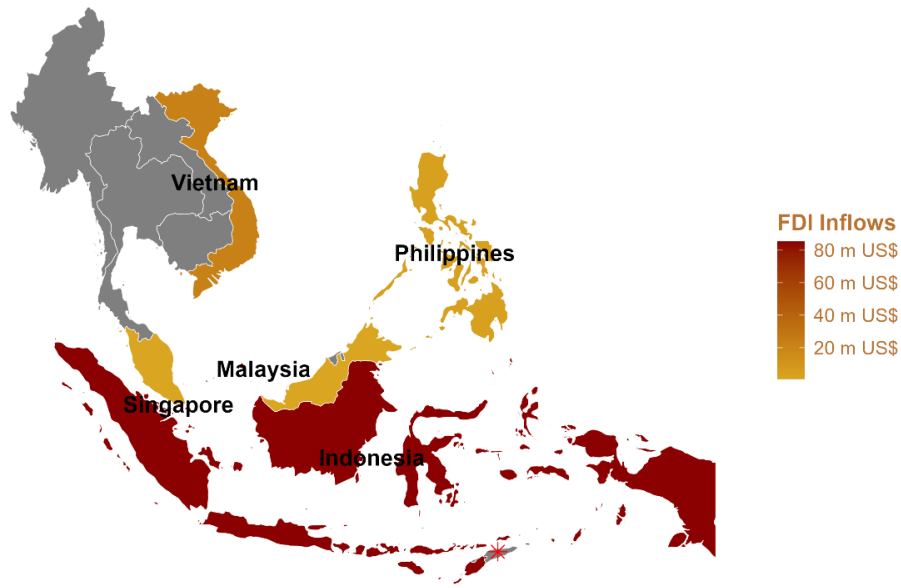 Vietnam
Philippines
Malaysia
Singapore
Indonesia
FDI Inflows
80 m US$
60 m US$
40 m US$
20 m US$